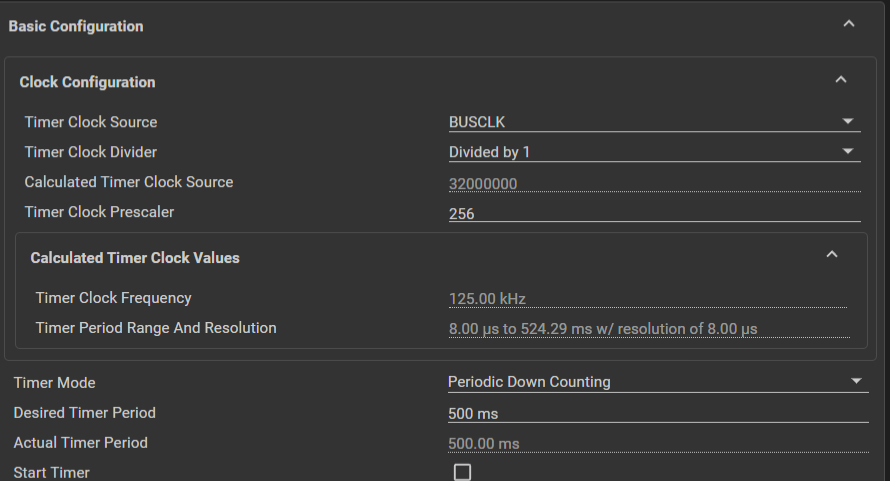 Basic Configuration
Clock Configuration
Timer Clock Source BUSCLK
Timer Clock Divider Divided by 1
Calculated Timer Clock Source 32000000
Timer Clock Prescaler 256
Calculated Timer Clock Values
Timer Clock Frequency 125.00 kHz
Timer Period Range And Resolution 8.00 µs to 524.29 ms w/ resolution of 8.00 µs
Timer Mode Periodic Down Counting
Desired Timer Period 500 ms
Actual Timer Period 500.00 ms
Start Timer